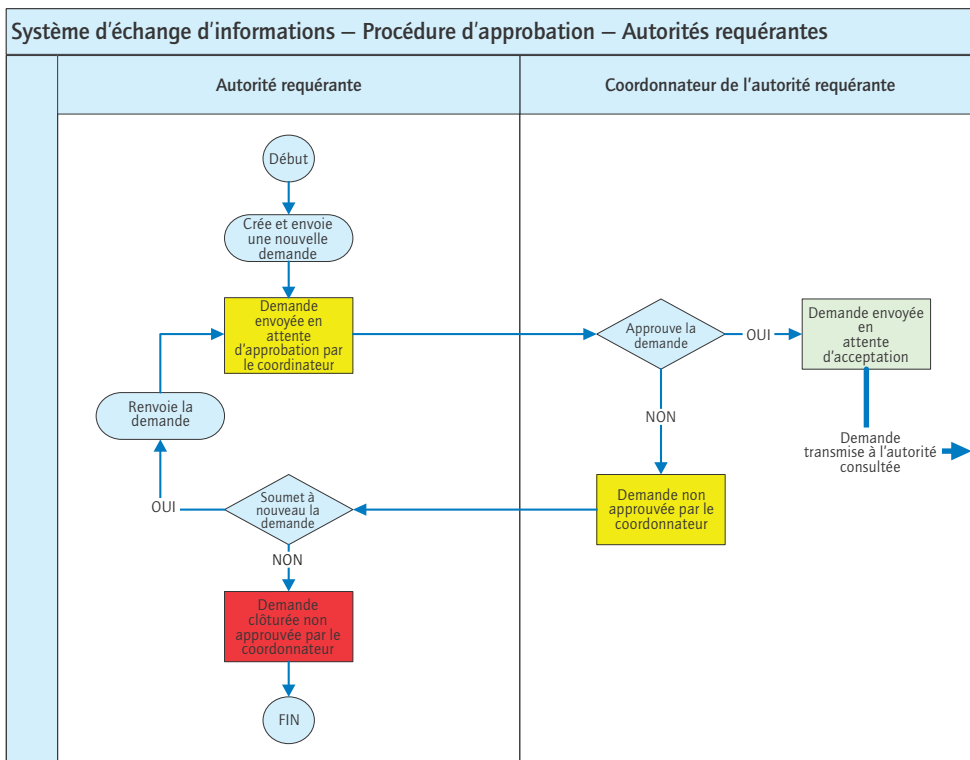 Système d'échange d'informations — Procédure d'approbation — Autorités requérantes
Autorité requérante
Coordonnateur de l'autorité requérante
Début
Crée et envoie
une nouvelle
demande
Demande
envoyée en
attente
d'approbation par
le coordinateur
Approuve la
demande
OUI
Demande envoyée
en
attente
d'acceptation
Renvoie la
demande
NON
Demande
transmise à l'autorité
consultée
Soumet à
nouveau la
demande
OUI
Demande non
approuvée par le
coordonnateur
NON
Demande
clôturée non
approuvée par le
coordonnateur
FIN